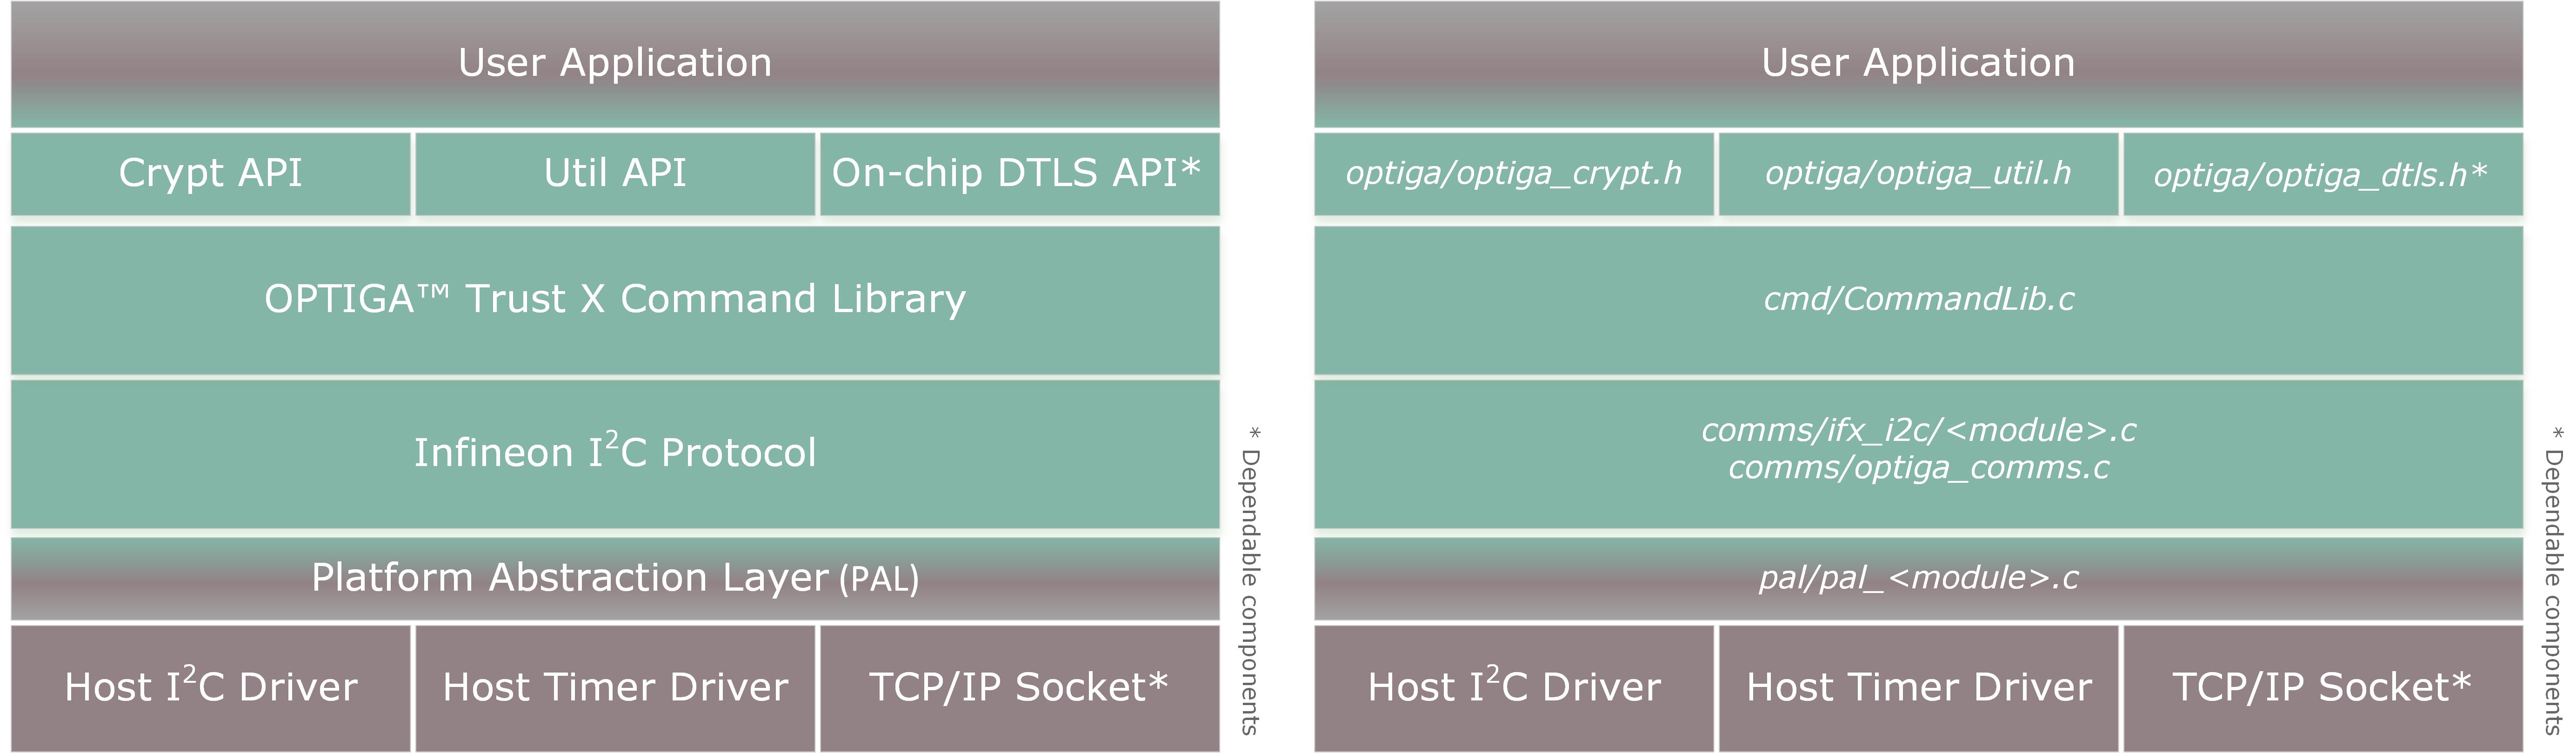 User Application
Crypt API
Util API
On-chip DTLS API*
OPTIGA™ Trust X Command Library
Infineon I²C Protocol
Platform Abstraction Layer (PAL)
Host I²C Driver
Host Timer Driver
TCP/IP Socket*
* Dependable components
User Application
optiga/optiga_crypt.h
optiga/optiga_util.h
optiga/optiga_dtls.h*
cmd/CommandLib.c
comms/ifx_i2c/<module>.c
comms/optiga_comms.c
pal/pal_<module>.c
Host I²C Driver
Host Timer Driver
TCP/IP Socket*
* Dependable components